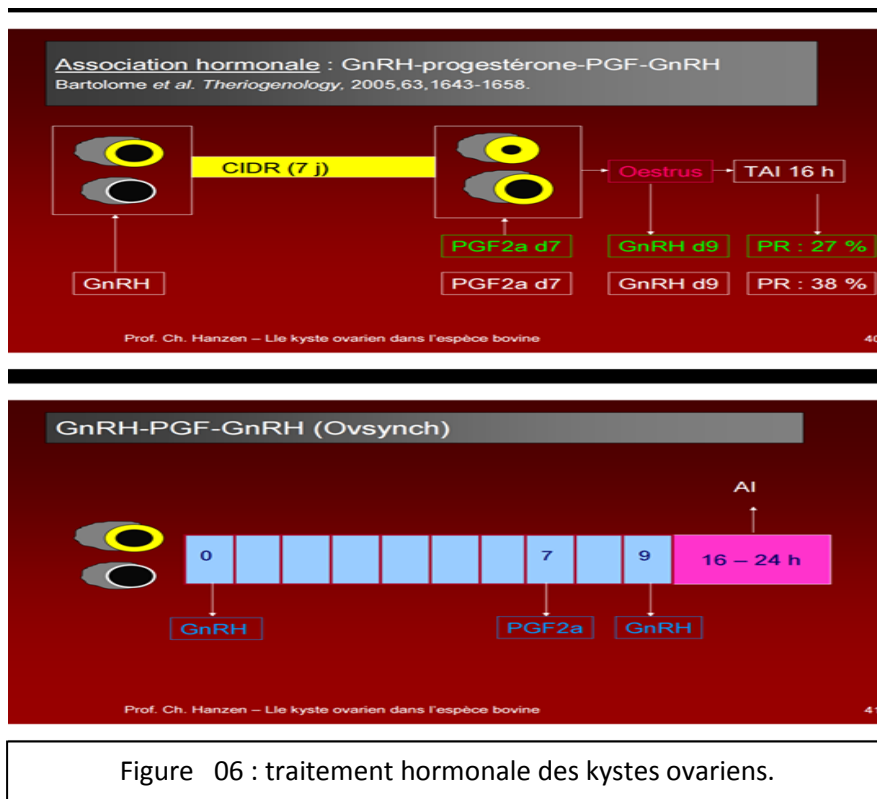 Association hormonale : GnRH-progestérone-PGF-GnRH
Bartolome et al. Theriogenology, 2005,63,1643-1658.
CIDR (7 j)
Oestrus
TAI 16 h
PGF2a d7
GnRH d9
PR : 27 %
GnRH
PGF2a d7
GnRH d9
PR : 38 %
Prof. Ch. Hanzen – Lle kyste ovarien dans l'espèce bovine
40
GnRH-PGF-GnRH (Ovsynch)
AI
0
7
9
16 – 24 h
GnRH
PGF2a
GnRH
Prof. Ch. Hanzen – Lle kyste ovarien dans l'espèce bovine
41
Figure 06 : traitement hormonale des kystes ovariens.